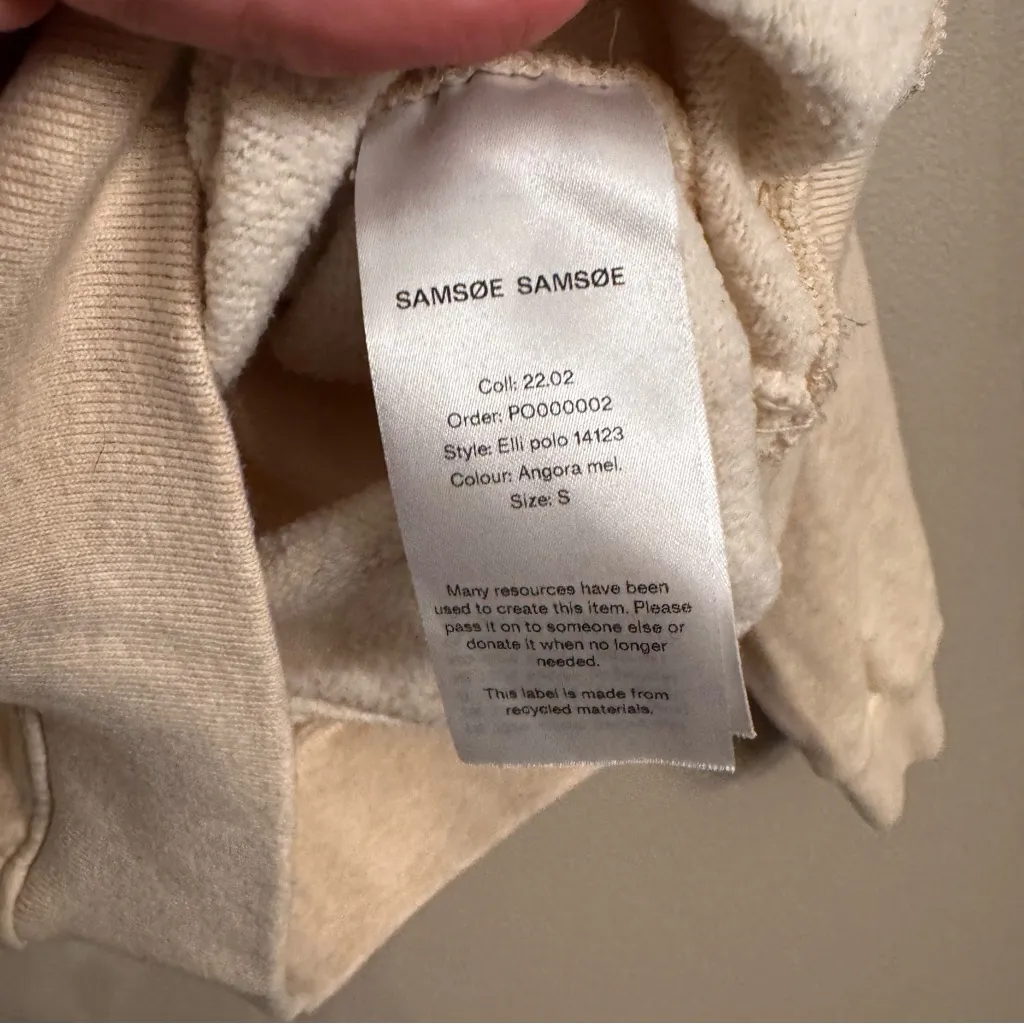 SAMSØE SAMSØE
Coll: 22.02
Order: PO000002
Style: Elli polo 14123
Colour: Angora mel.
Size: S
Many resources have been
used to create this item. Please
pass it on to someone else or
donate it when no longer
needed.
This label is made from
recycled materials.